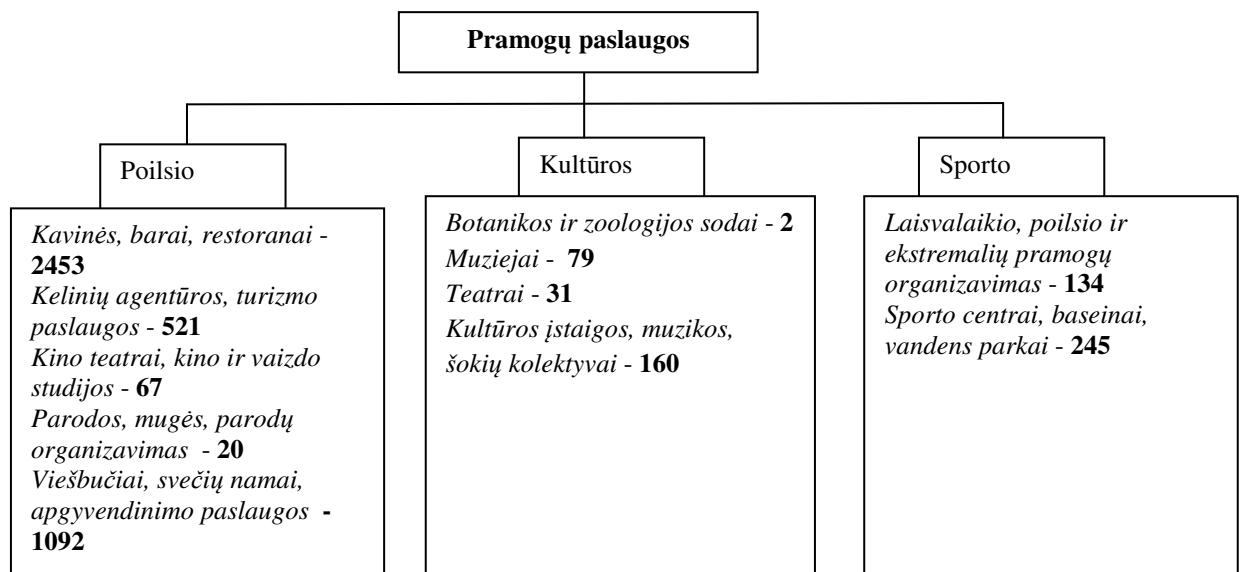 Pramogų paslaugos
Poilsio
Kavinės, barai, restoranai -
2453
Kelinių agentūros, turizmo
paslaugos - 521
Kino teatrai, kino ir vaizdo
studijos - 67
Parodos, mugės, parodų
organizavimas - 20
Viešbučiai, svečių namai,
apgyvendinimo paslaugos -
1092
Kultūros
Botanikos ir zoologijos sodai - 2
Muziejai - 79
Teatrai - 31
Kultūros įstaigos, muzikos,
šokių kolektyvai - 160
Sporto
Laisvalaikio, poilsio ir
ekstremalių pramogų
organizavimas - 134
Sporto centrai, baseinai,
vandens parkai - 245